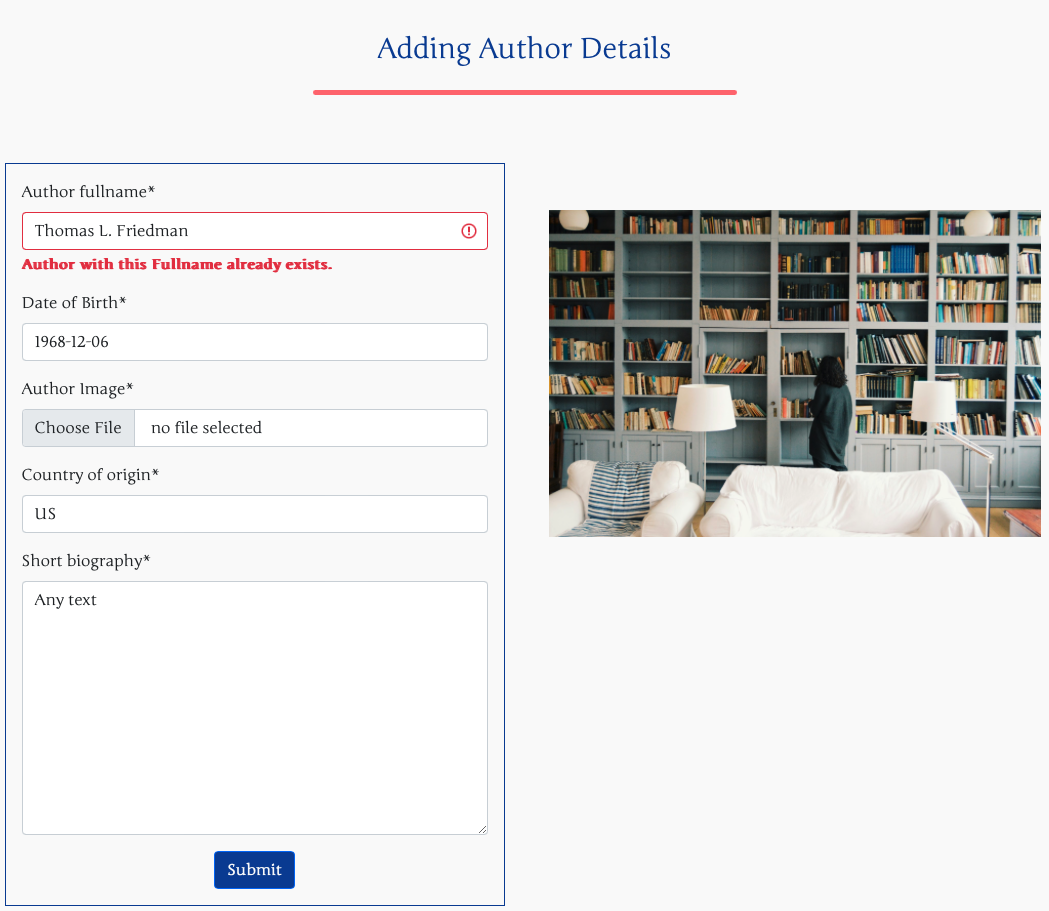 Adding Author Details
Author fullname*
Thomas L. Friedman
Author with this Fullname already exists.
Date of Birth*
1968-12-06
Author Image*
Choose File no file selected
Country of origin*
US
Short biography*
Any text
Submit